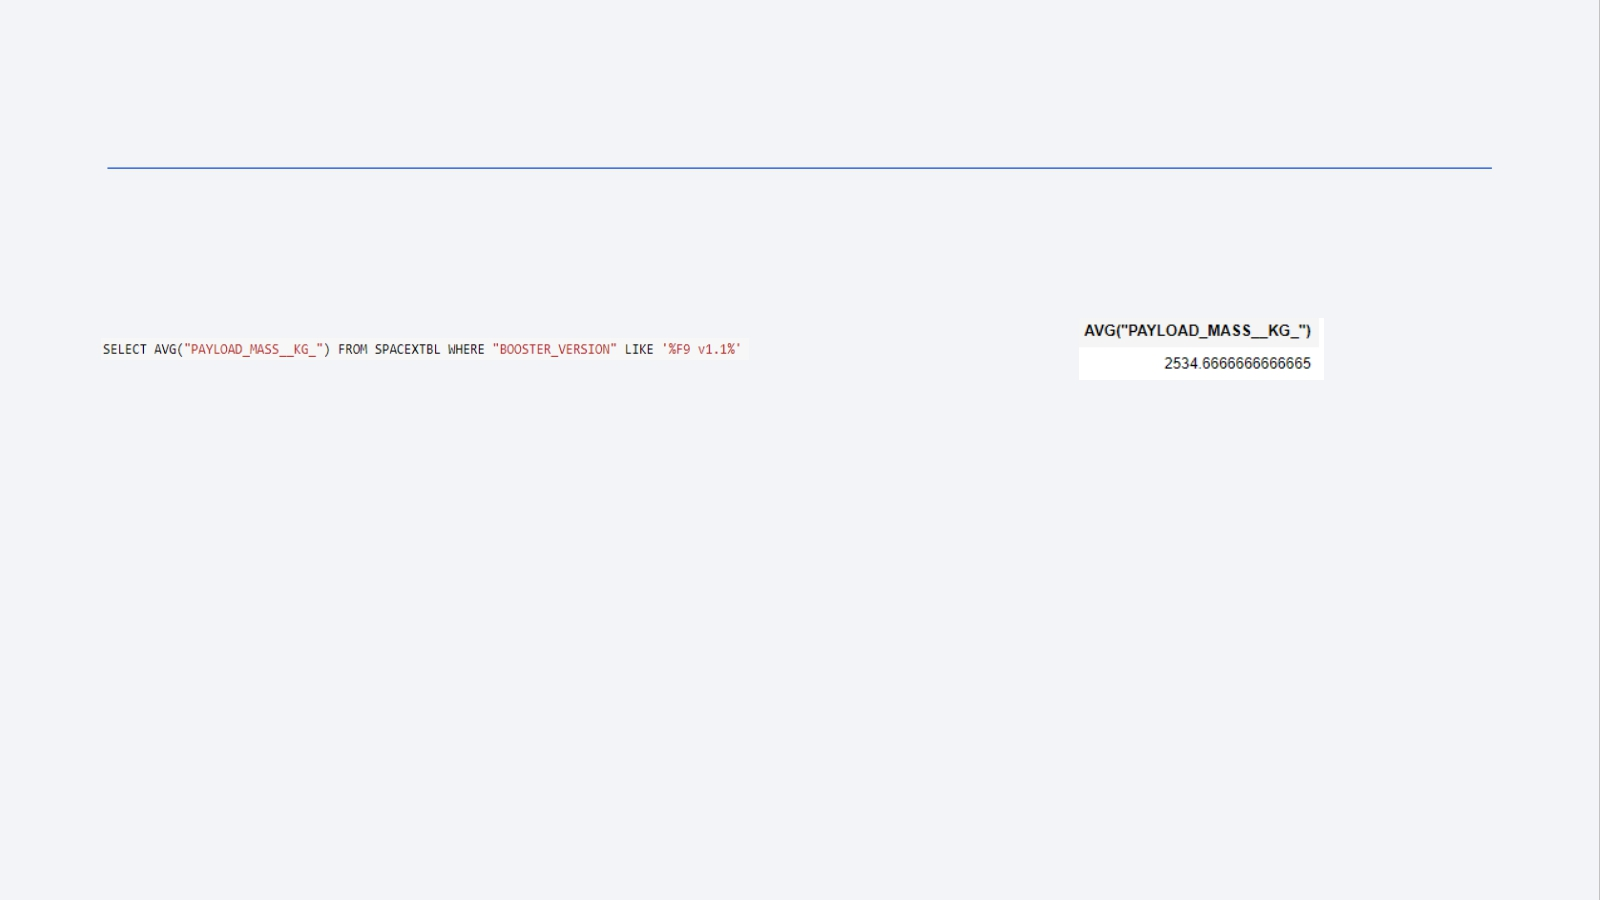 SELECT AVG("PAYLOAD_MASS__KG_") FROM SPACEXTBL WHERE "BOOSTER_VERSION" LIKE '%F9 v1.1%'
AVG("PAYLOAD_MASS__KG_")
2534.6666666666665